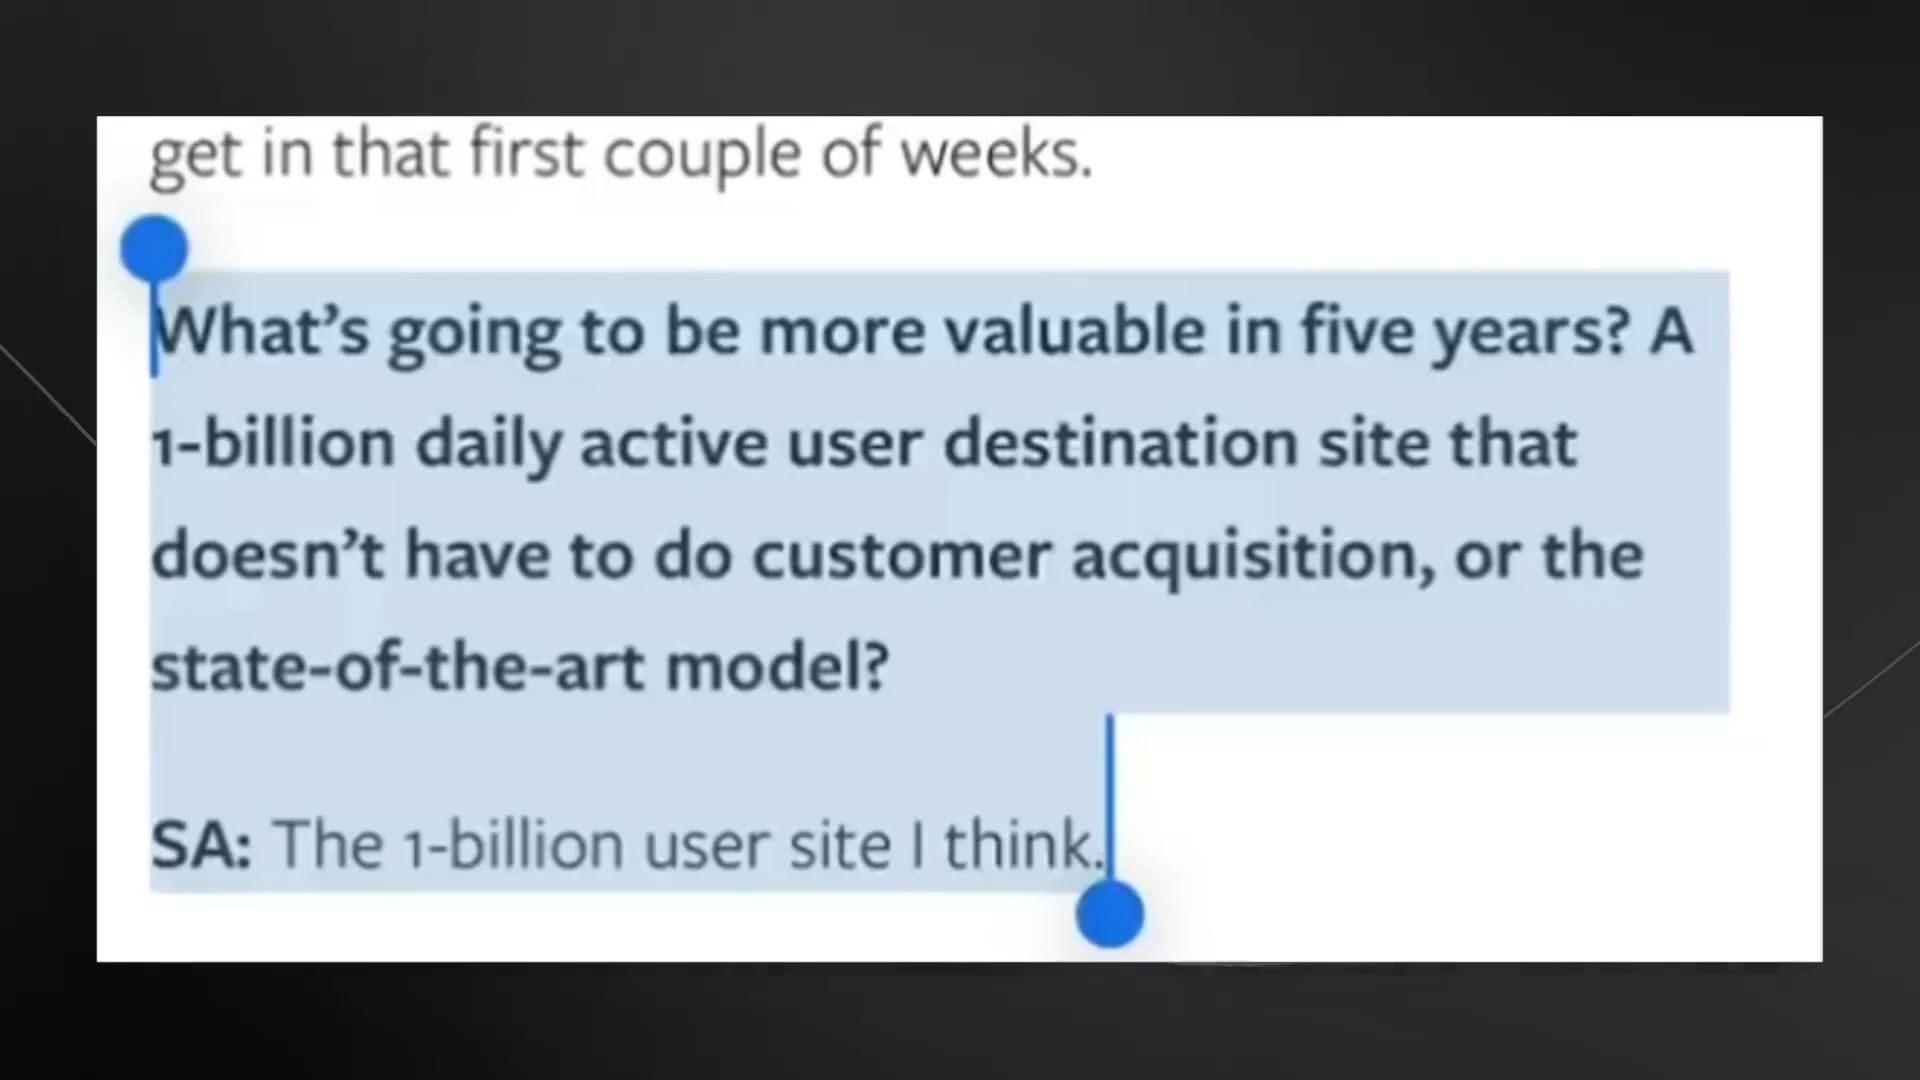 get in that first couple of weeks.
What's going to be more valuable in five years? A
1-billion daily active user destination site that
doesn't have to do customer acquisition, or the
state-of-the-art model?
SA: The 1-billion user site I think.